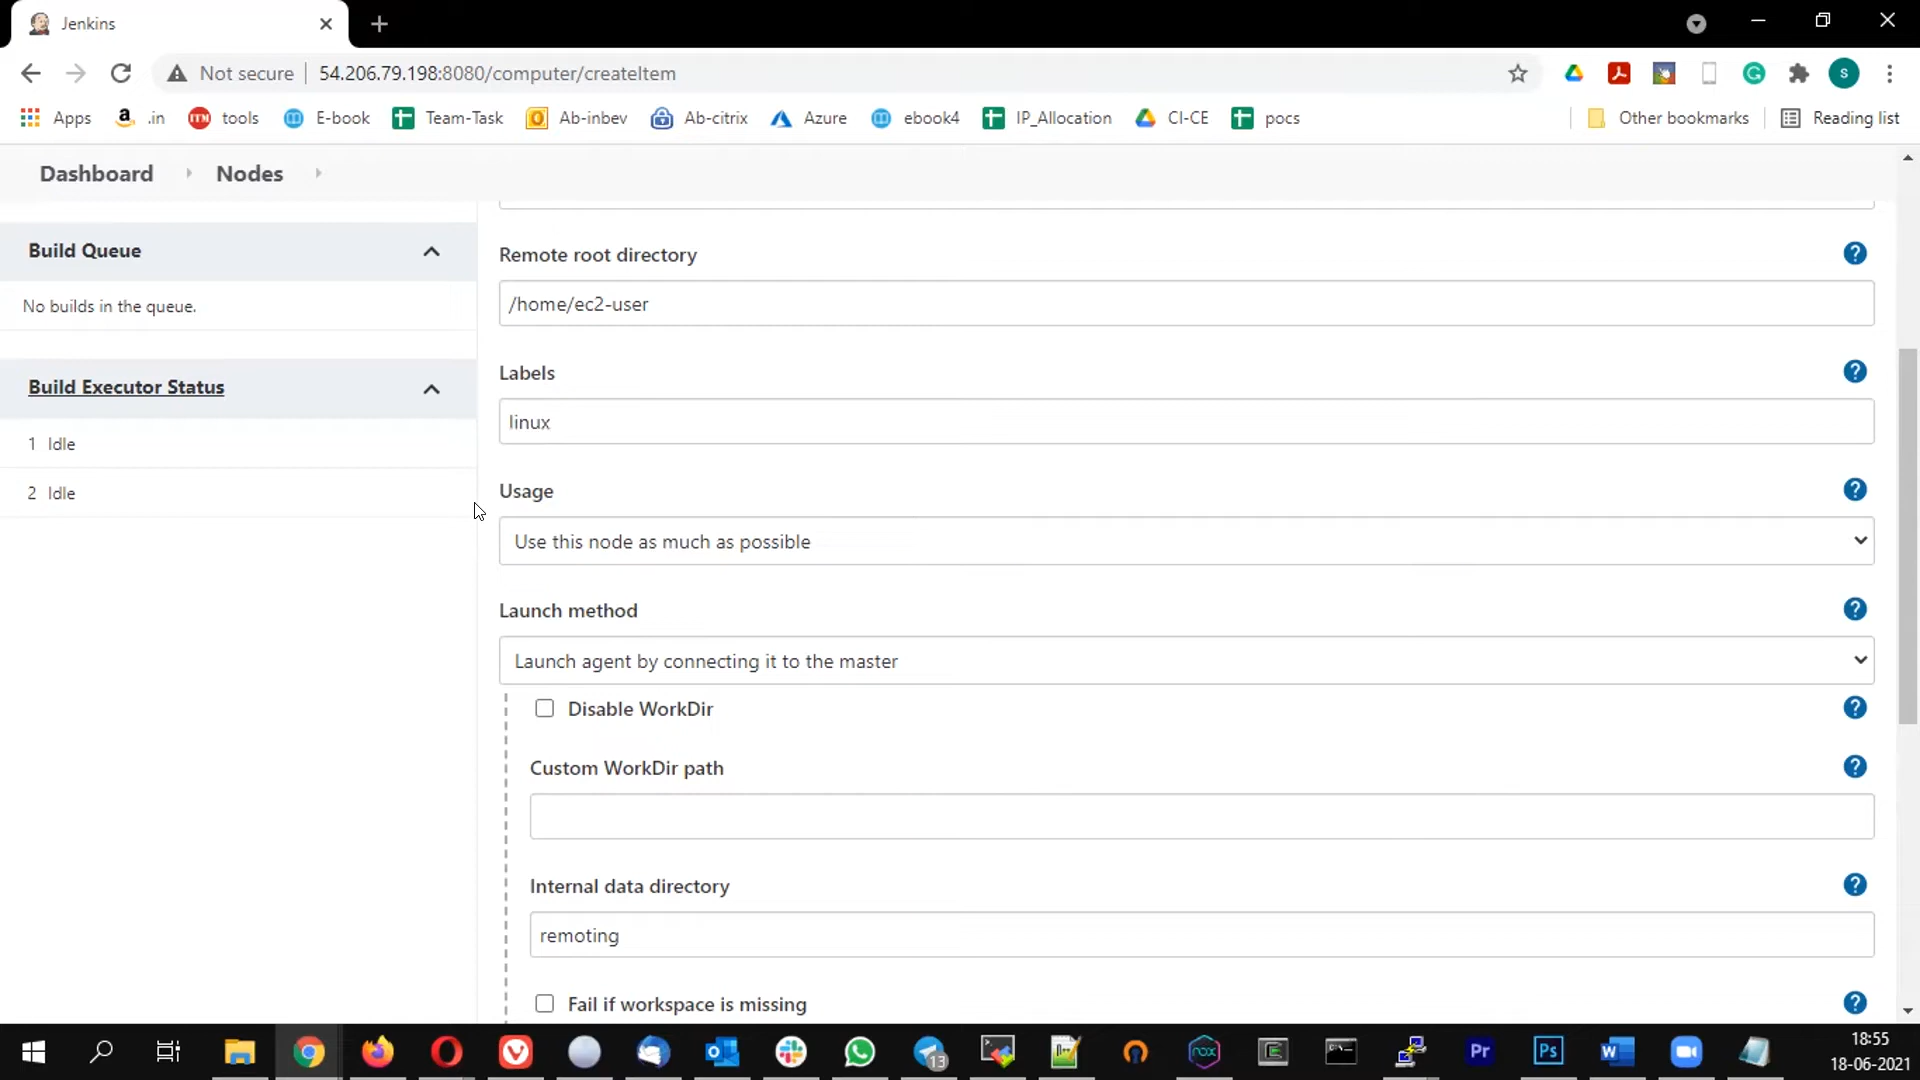 Jenkins
Not secure
54.206.79.198:8080/computer/createItem
S
Apps
.in
tools
E-book
Team-Task
Ab-inbev
Ab-citrix
Azure
ebook4
IP_Allocation
CI-CE
pocs
Other bookmarks
Reading list
Dashboard
Nodes
Build Queue
No builds in the queue.
Build Executor Status
1 Idle
2 Idle
Remote root directory
/home/ec2-user
Labels
linux
Usage
Use this node as much as possible
Launch method
Launch agent by connecting it to the master
Disable WorkDir
Custom WorkDir path
Internal data directory
remoting
Fail if workspace is missing
13
nox
Pr
Ps
18:55
18-06-2021